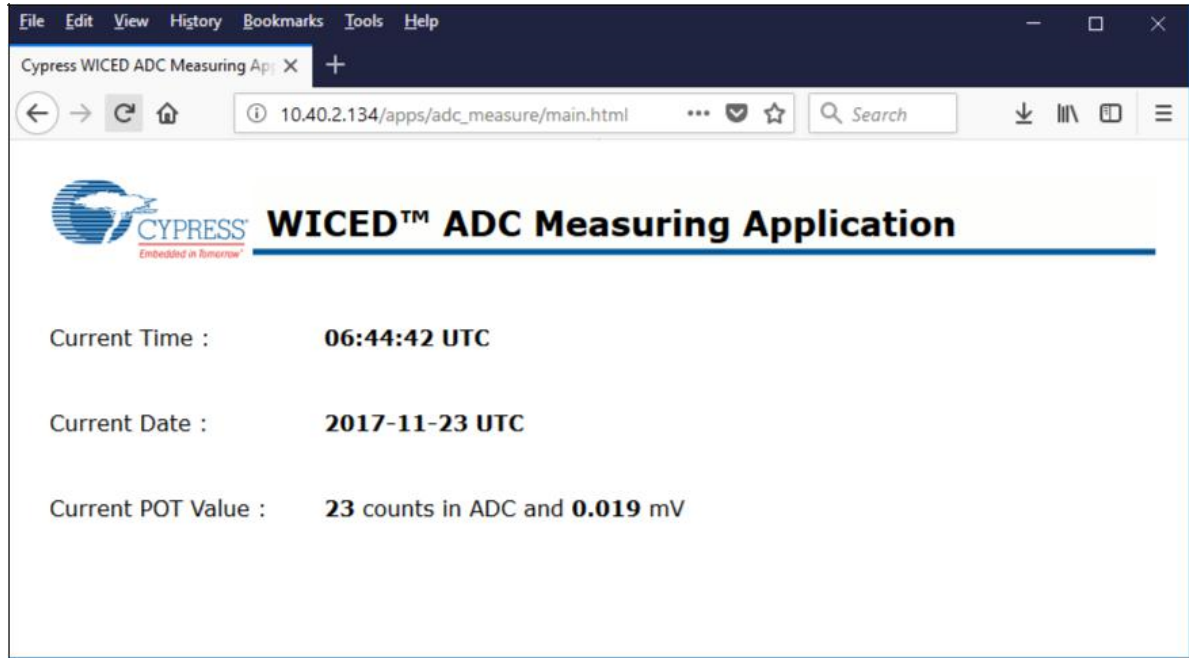 File Edit View History Bookmarks Tools Help
Cypress WICED ADC Measuring Ap
10.40.2.134/apps/adc_measure/main.html Search
CYPRESS
Embedded in Tomorrow™
WICED™ ADC Measuring Application
Current Time : 06:44:42 UTC
Current Date : 2017-11-23 UTC
Current POT Value : 23 counts in ADC and 0.019 mV